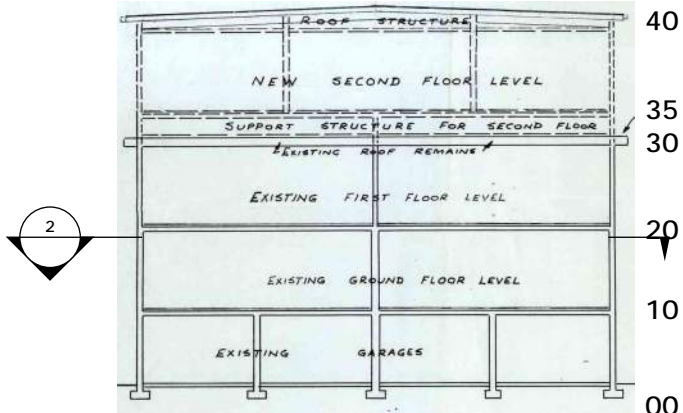 ROOF STRUCTURE
40
NEW SECOND FLOOR LEVEL
35
SUPPORT STRUCTURE FOR SECOND FLOOR
30
EXISTING ROOF REMAINS
EXISTING FIRST FLOOR LEVEL
2
20
EXISTING GROUND FLOOR LEVEL
10
EXISTING GARAGES
00